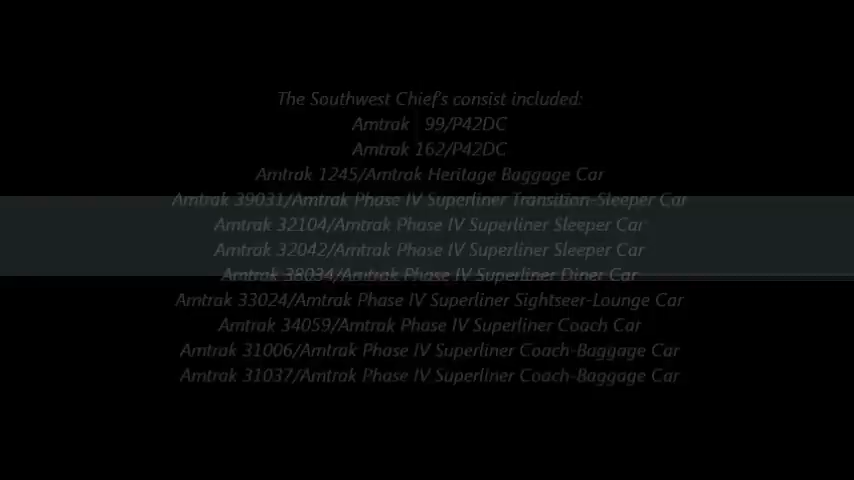 The Southwest Chief's consist included:
Amtrak 99/P42DC
Amtrak 162/P42DC
Amtrak 1245/Amtrak Heritage Baggage Car
Amtrak 39031/Amtrak Phase IV Superliner Transition-Sleeper Car
Amtrak 32104/Amtrak Phase IV Superliner Sleeper Car
Amtrak 32042/Amtrak Phase IV Superliner Sleeper Car
Amtrak 38034/Amtrak Phase IV Superliner Diner Car
Amtrak 33024/Amtrak Phase IV Superliner Sightseer-Lounge Car
Amtrak 34059/Amtrak Phase IV Superliner Coach Car
Amtrak 31006/Amtrak Phase IV Superliner Coach-Baggage Car
Amtrak 31037/Amtrak Phase IV Superliner Coach-Baggage Car